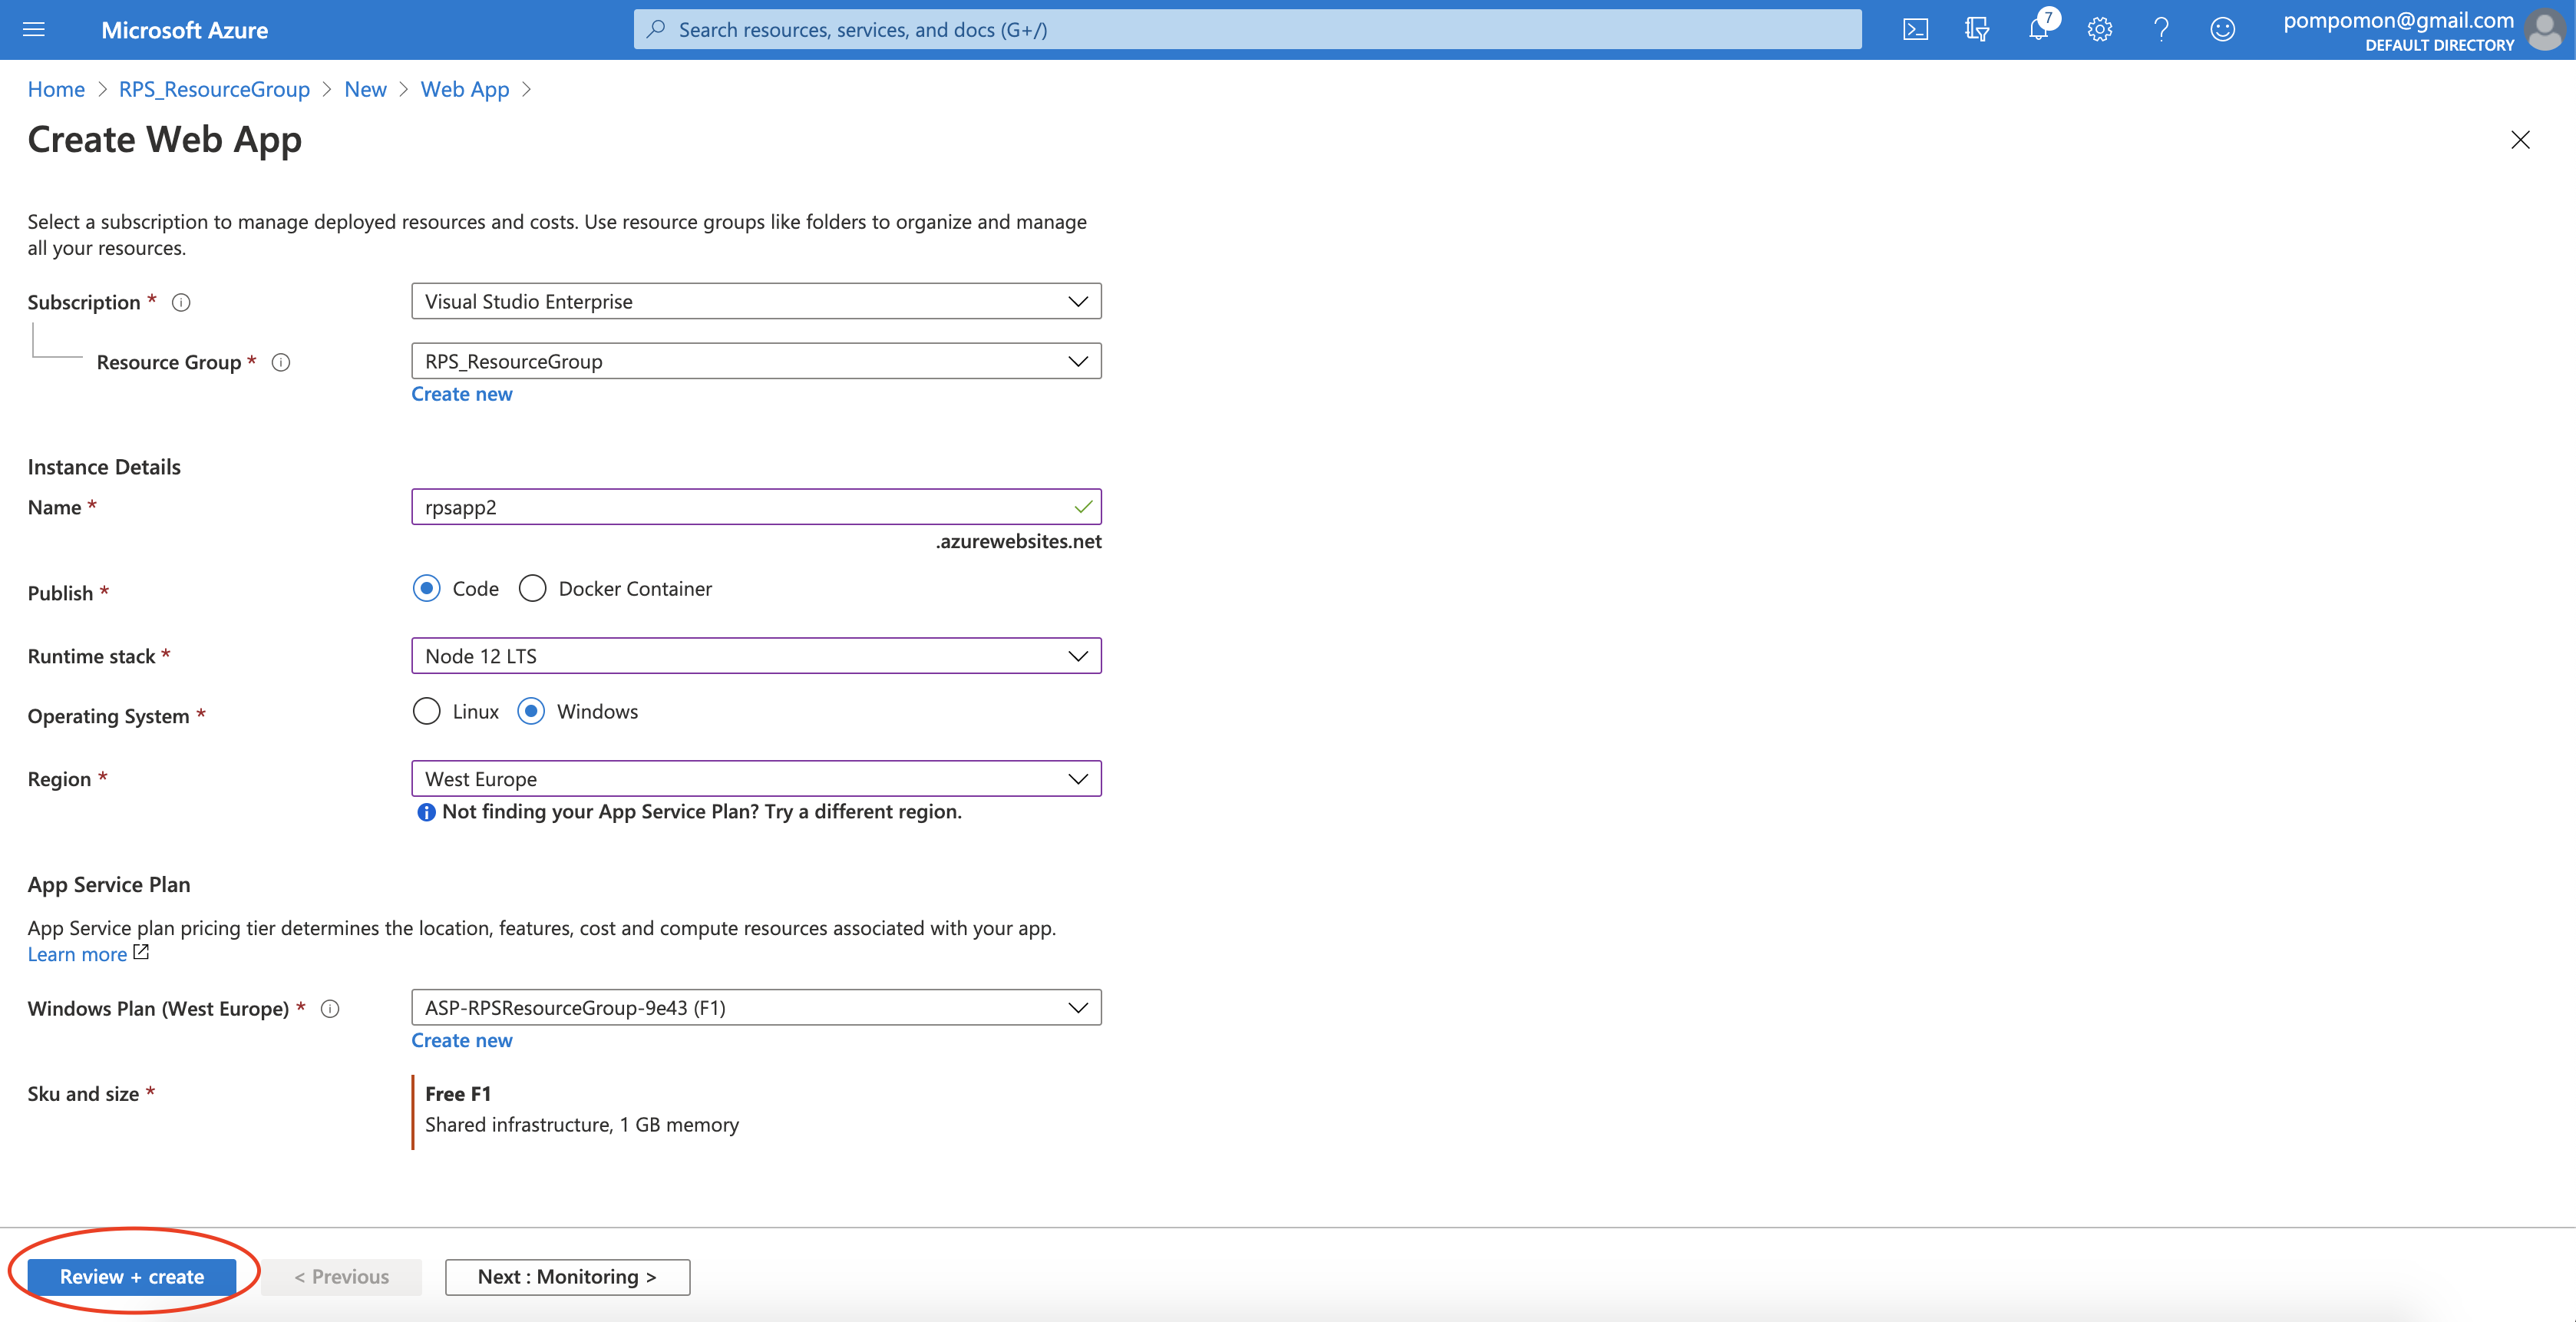 Microsoft Azure
Search resources, services, and docs (G+/)
7
pompomon@gmail.com
DEFAULT DIRECTORY
Home > RPS_ResourceGroup > New > Web App >
Create Web App
Select a subscription to manage deployed resources and costs. Use resource groups like folders to organize and manage
all your resources.
Subscription * Visual Studio Enterprise
Resource Group * RPS_ResourceGroup
Create new
Instance Details
Name * rpsapp2
.azurewebsites.net
Publish * Code Docker Container
Runtime stack * Node 12 LTS
Operating System * Linux Windows
Region * West Europe
Not finding your App Service Plan? Try a different region.
App Service Plan
App Service plan pricing tier determines the location, features, cost and compute resources associated with your app.
Learn more
Windows Plan (West Europe) * ASP-RPSResourceGroup-9e43 (F1)
Create new
Sku and size * Free F1
Shared infrastructure, 1 GB memory
Review + create < Previous Next : Monitoring >